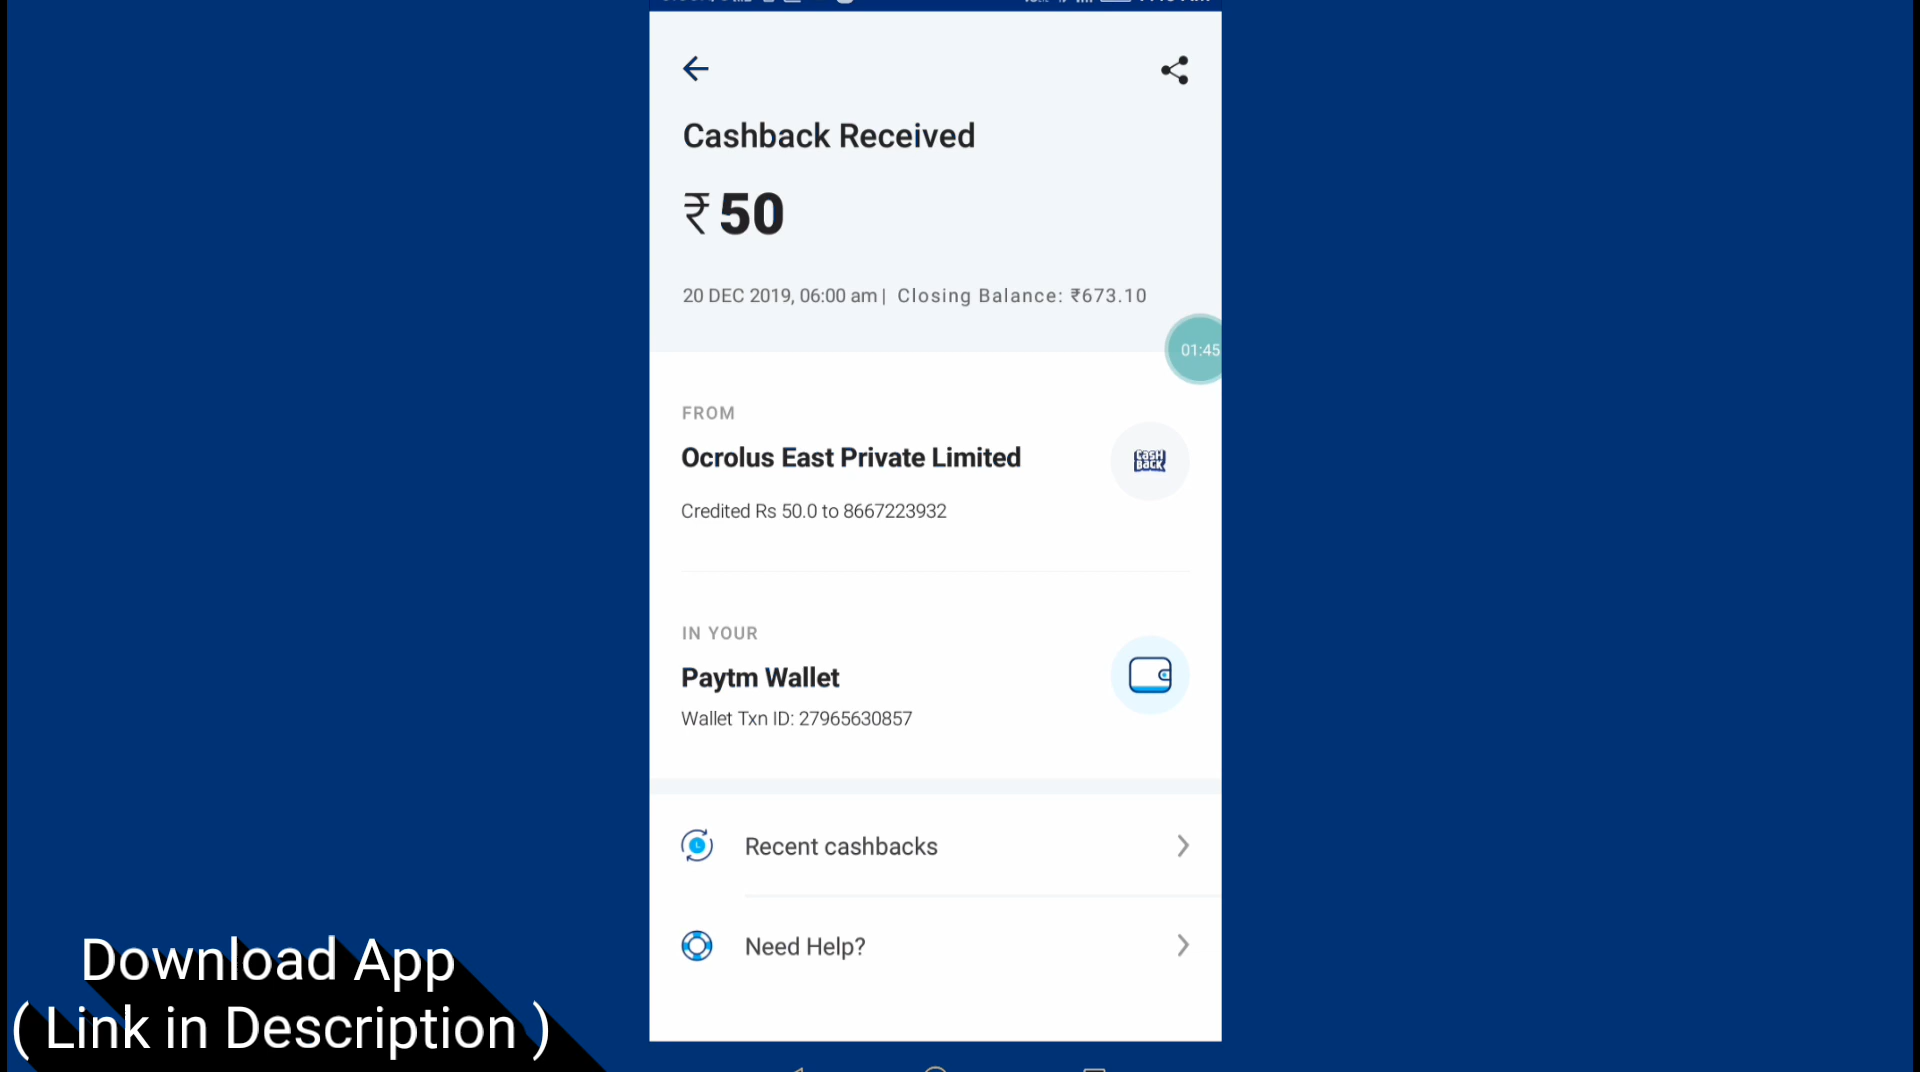 Cashback Received
₹50
20 DEC 2019, 06:00 am | Closing Balance: ₹673.10
01:45
FROM
Ocrolus East Private Limited
CASH
BACK
Credited Rs 50.0 to 8667223932
IN YOUR
Paytm Wallet
Wallet Txn ID: 27965630857
Recent cashbacks
Need Help?
Download App
( Link in Description )